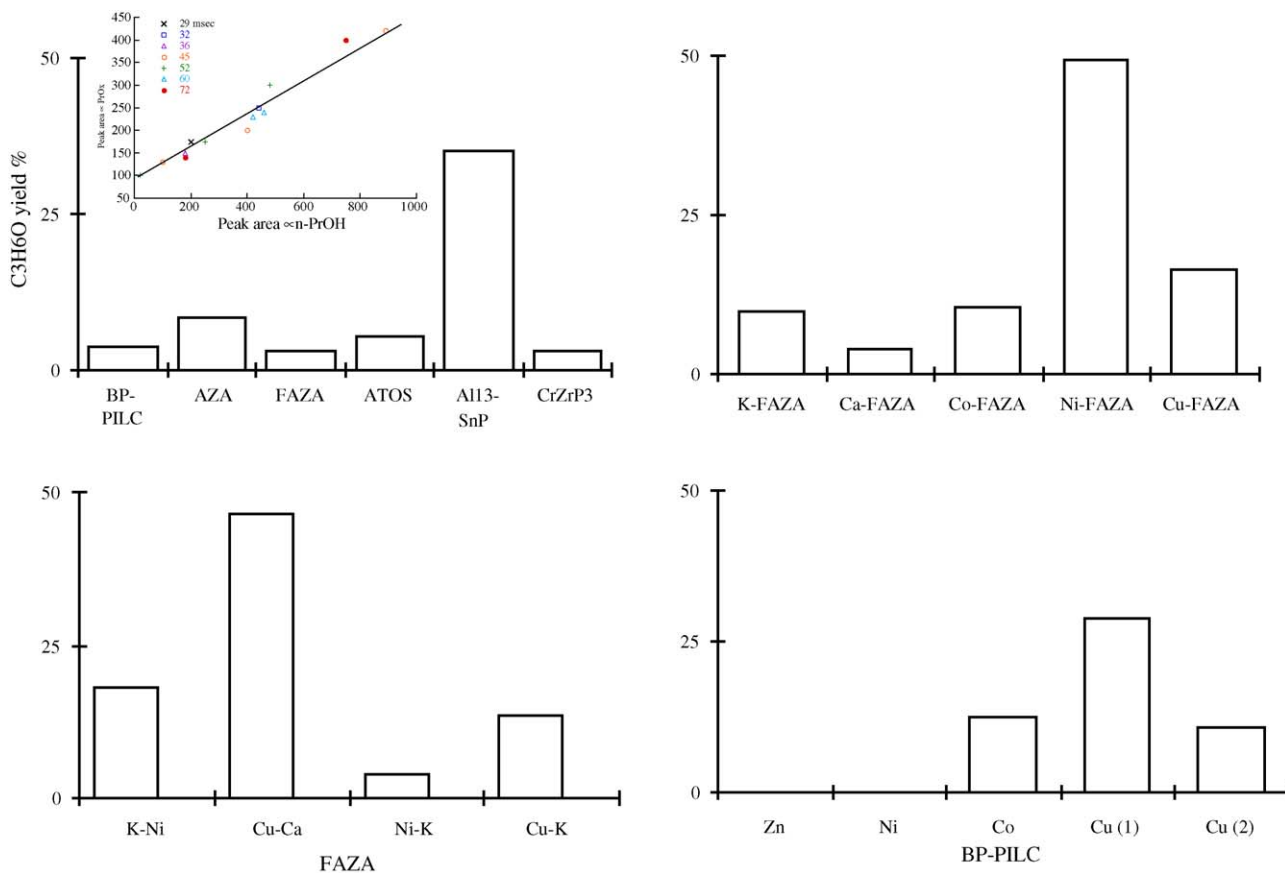 450
400
350
300
250
200
150
100
50
Peak area ∝ PrOx
× 29 msec
32
36
45
52
60
72
0 200 400 600 800 1000
Peak area ∝n-PrOH
C3H6O yield %
50
25
0
BP-PILC
AZA
FAZA
ATOS
Al13-SnP
CrZrP3
50
25
0
K-FAZA
Ca-FAZA
Co-FAZA
Ni-FAZA
Cu-FAZA
50
25
0
K-Ni
Cu-Ca
Ni-K
Cu-K
FAZA
50
25
0
Zn
Ni
Co
Cu (1)
Cu (2)
BP-PILC